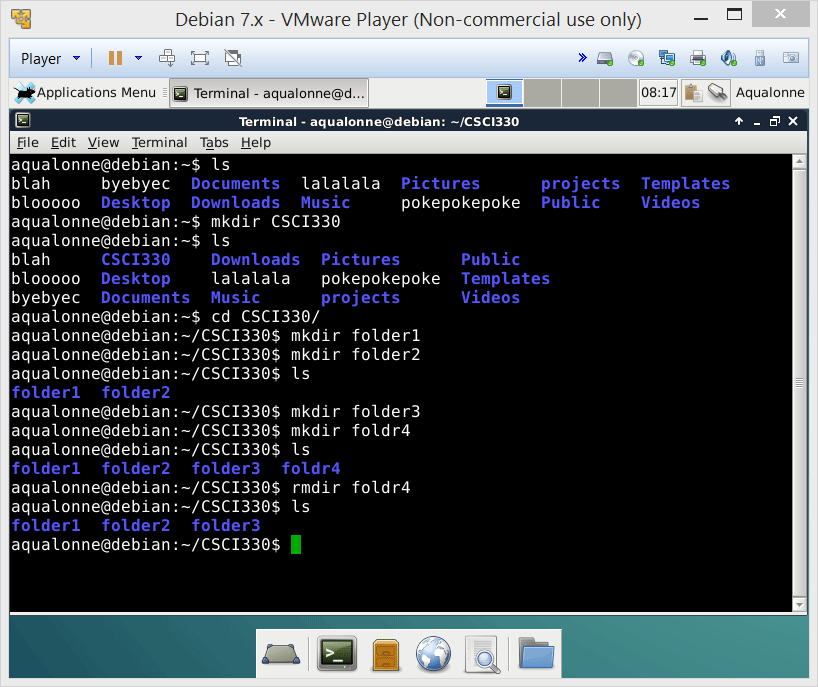 Debian 7.x - VMware Player (Non-commercial use only)
Player
Applications Menu Terminal - aqualonne@d... 08:17 Aqualonne
Terminal - aqualonne@debian: ~/CSCI330
File Edit View Terminal Tabs Help
aqualonne@debian:~$ ls
blah byebyec Documents lalalala Pictures projects Templates
blooooo Desktop Downloads Music pokepokepoke Public Videos
aqualonne@debian:~$ mkdir CSCI330
aqualonne@debian:~$ ls
blah CSCI330 Downloads Pictures Public
blooooo Desktop lalalala pokepokepoke Templates
byebyec Documents Music projects Videos
aqualonne@debian:~$ cd CSCI330/
aqualonne@debian:~/CSCI330$ mkdir folder1
aqualonne@debian:~/CSCI330$ mkdir folder2
aqualonne@debian:~/CSCI330$ ls
folder1 folder2
aqualonne@debian:~/CSCI330$ mkdir folder3
aqualonne@debian:~/CSCI330$ mkdir foldr4
aqualonne@debian:~/CSCI330$ ls
folder1 folder2 folder3 foldr4
aqualonne@debian:~/CSCI330$ rmdir foldr4
aqualonne@debian:~/CSCI330$ ls
folder1 folder2 folder3
aqualonne@debian:~/CSCI330$